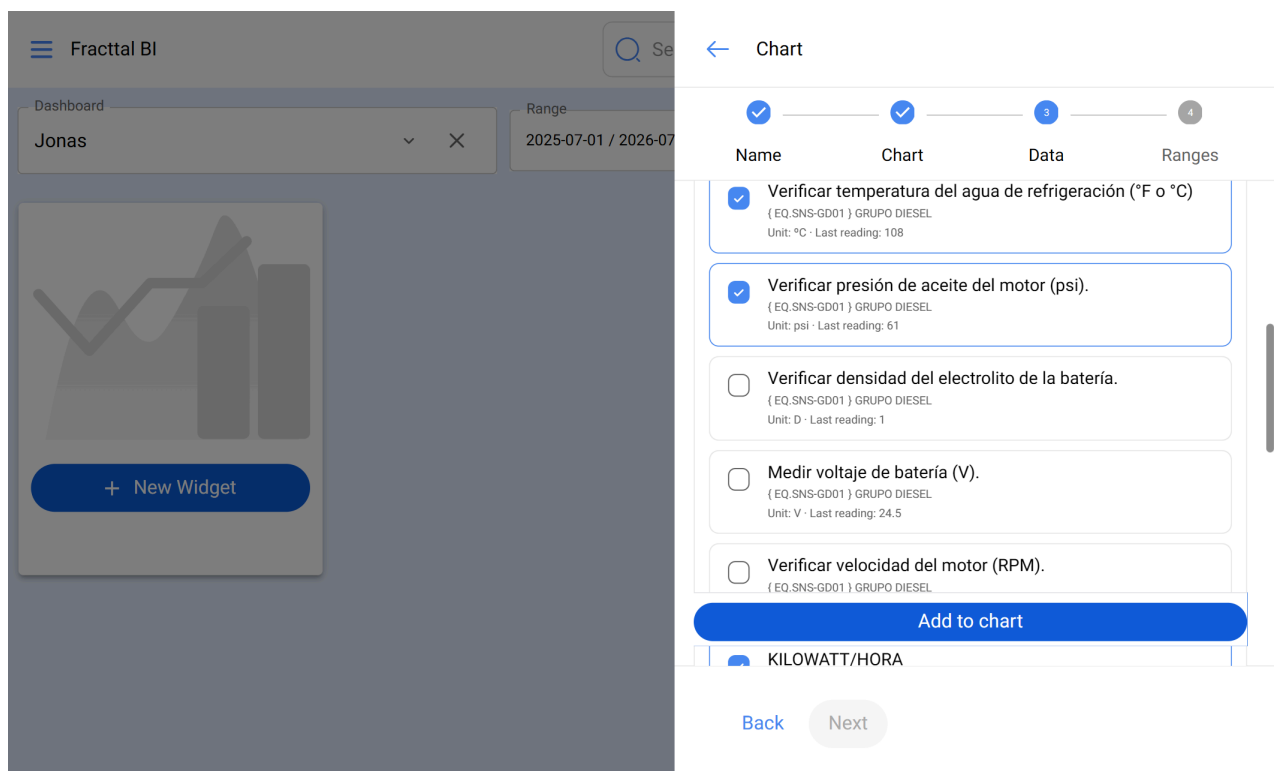 Fracttal BI
Se
Dashboard
Jonas
Range
2025-07-01 / 2026-07
+ New Widget
Chart
3
4
Name
Chart
Data
Ranges
Verificar temperatura del agua de refrigeración (°F o °C)
{ EQ.SNS-GD01 } GRUPO DIESEL
Unit: ºC · Last reading: 108
Verificar presión de aceite del motor (psi).
{ EQ.SNS-GD01 } GRUPO DIESEL
Unit: psi · Last reading: 61
Verificar densidad del electrolito de la batería.
{ EQ.SNS-GD01 } GRUPO DIESEL
Unit: D · Last reading: 1
Medir voltaje de batería (V).
{ EQ.SNS-GD01 } GRUPO DIESEL
Unit: V · Last reading: 24.5
Verificar velocidad del motor (RPM).
{ EQ.SNS-GD01 } GRUPO DIESEL
Add to chart
KILOWATT/HORA
Back
Next